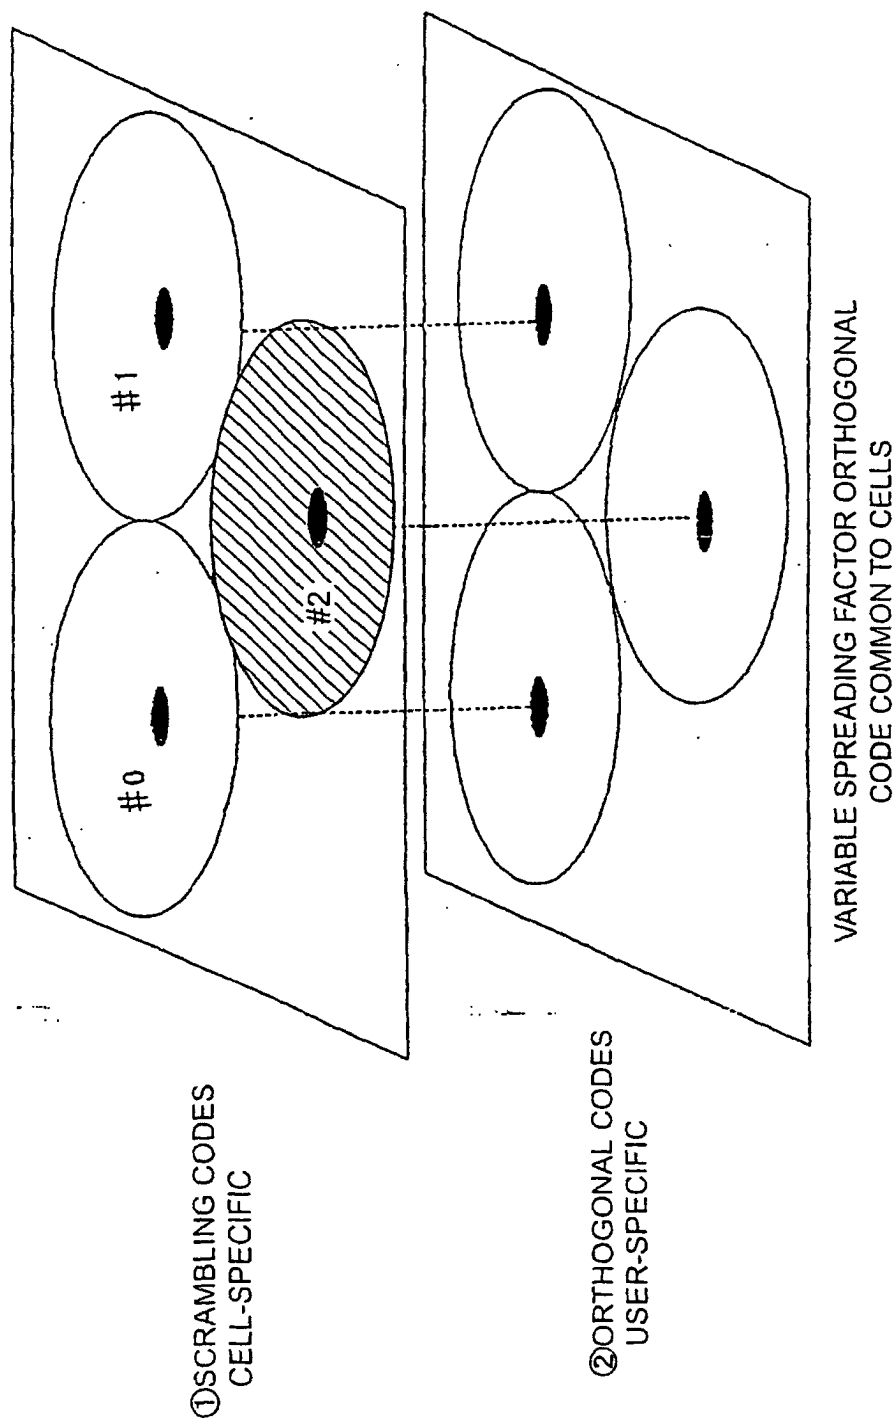 ①SCRAMBLING CODES
CELL-SPECIFIC
#0
#1
#2
②ORTHOGONAL CODES
USER-SPECIFIC
VARIABLE SPREADING FACTOR ORTHOGONAL
CODE COMMON TO CELLS